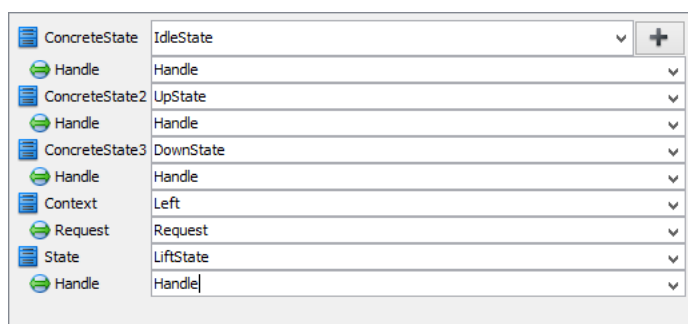 ConcreteState IdleState
Handle Handle
ConcreteState2 UpState
Handle Handle
ConcreteState3 DownState
Handle Handle
Context Left
Request Request
State LiftState
Handle Handle